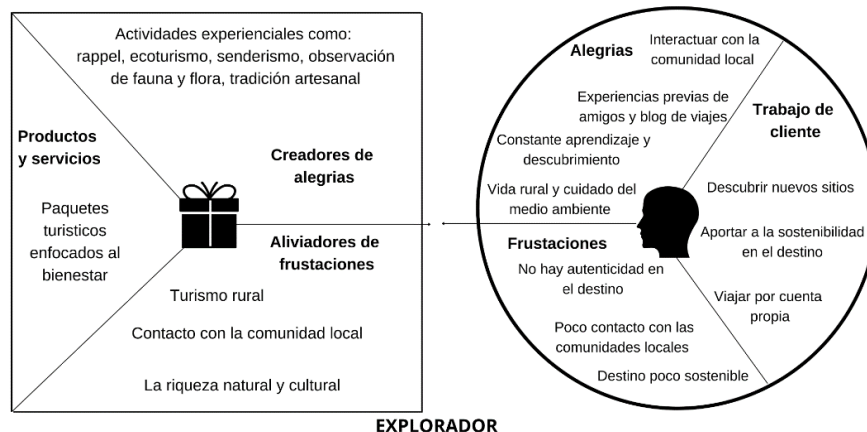 Actividades experienciales como:
rappel, ecoturismo, senderismo, observación
de fauna y flora, tradición artesanal
Productos
y servicios
Paquetes
turisticos
enfocados al
bienestar
Creadores de
alegrias
Aliviadores de
frustaciones
Turismo rural
Contacto con la comunidad local
La riqueza natural y cultural
Alegrias
Interactuar con la
comunidad local
Experiencias previas de
amigos y blog de viajes
Constante aprendizaje y
descubrimiento
Vida rural y cuidado del
medio ambiente
Trabajo de
cliente
Descubrir nuevos sitios
Aportar a la sostenibilidad
en el destino
Viajar por cuenta
propia
Frustaciones
No hay autenticidad en
el destino
Poco contacto con las
comunidades locales
Destino poco sostenible
EXPLORADOR